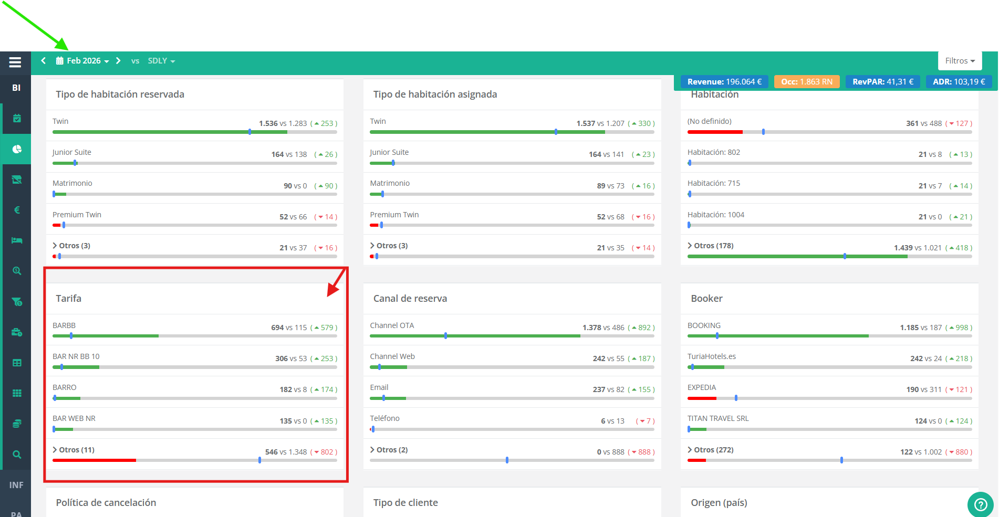 Feb 2026 vs SDLY
Filtros
BI
Revenue: 196.064 € Occ: 1.863 RN RevPAR: 41,31 € ADR: 103,19 €
Tipo de habitación reservada
Twin
1.536 vs 1.283 ( 253 )
Junior Suite
164 vs 138 ( 26 )
Matrimonio
90 vs 0 ( 90 )
Premium Twin
52 vs 66 ( 14 )
Otros (3)
21 vs 37 ( 16 )
Tipo de habitación asignada
Twin
1.537 vs 1.207 ( 330 )
Junior Suite
164 vs 141 ( 23 )
Matrimonio
89 vs 73 ( 16 )
Premium Twin
52 vs 68 ( 16 )
Otros (3)
21 vs 35 ( 14 )
Habitación
(No definido)
361 vs 488 ( 127 )
Habitación: 802
21 vs 8 ( 13 )
Habitación: 715
21 vs 7 ( 14 )
Habitación: 1004
21 vs 0 ( 21 )
Otros (178)
1.439 vs 1.021 ( 418 )
Tarifa
BARBB
694 vs 115 ( 579 )
BAR NR BB 10
306 vs 53 ( 253 )
BARRO
182 vs 8 ( 174 )
BAR WEB NR
135 vs 0 ( 135 )
Otros (11)
546 vs 1.348 ( 802 )
Canal de reserva
Channel OTA
1.378 vs 486 ( 892 )
Channel Web
242 vs 55 ( 187 )
Email
237 vs 82 ( 155 )
Teléfono
6 vs 13 ( 7 )
Otros (2)
0 vs 888 ( 888 )
Booker
BOOKING
1.185 vs 187 ( 998 )
TuriaHotels.es
242 vs 24 ( 218 )
EXPEDIA
190 vs 311 ( 121 )
TITAN TRAVEL SRL
124 vs 0 ( 124 )
Otros (272)
122 vs 1.002 ( 880 )
INF
PA
Política de cancelación
Tipo de cliente
Origen (país)